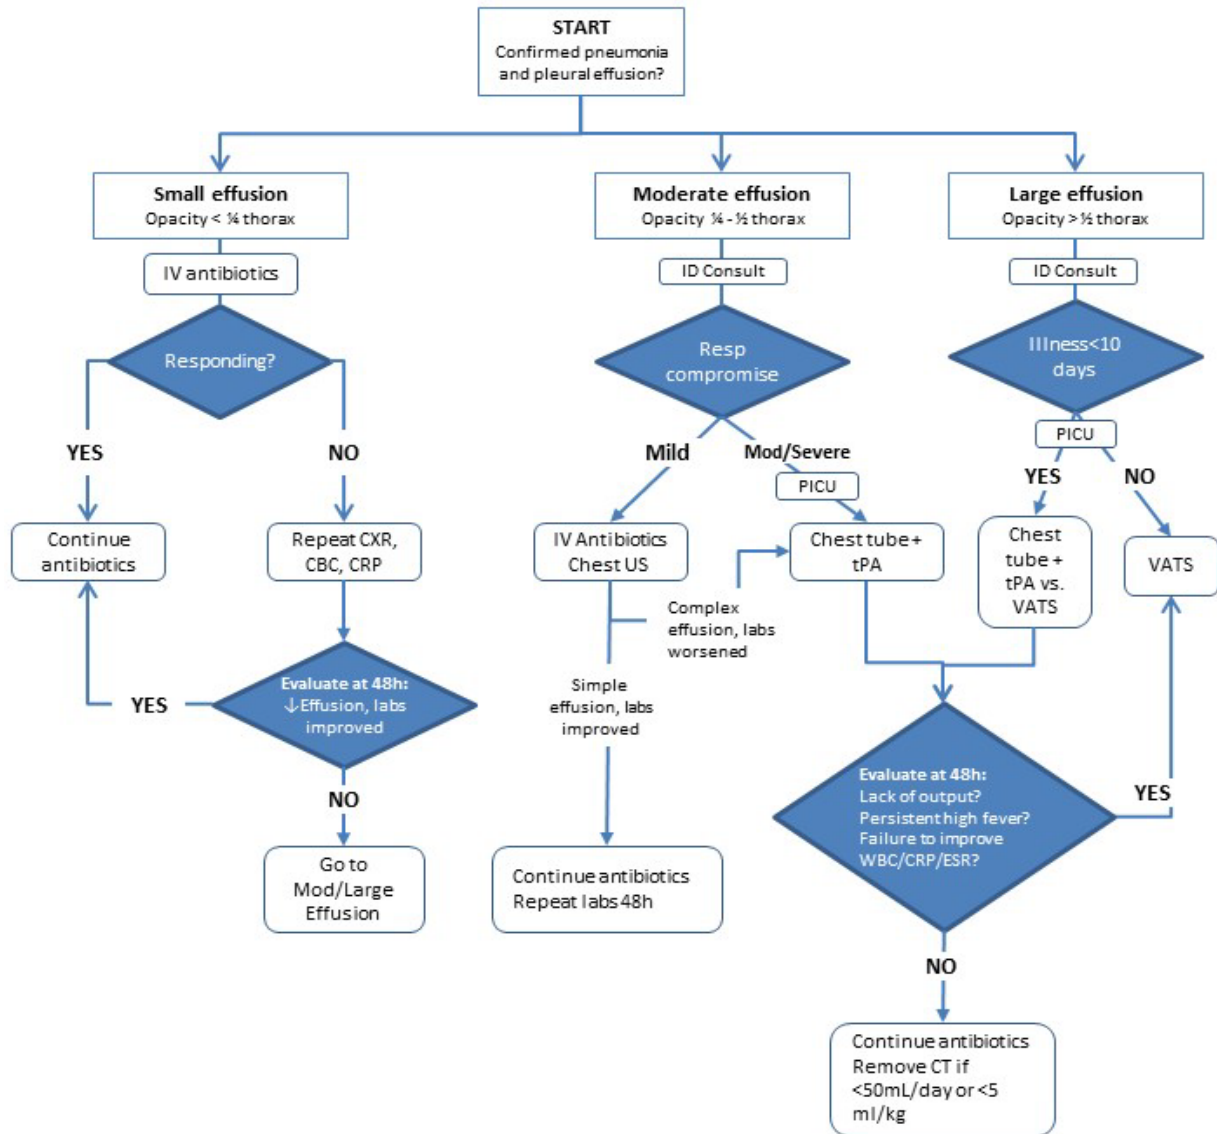 START
Confirmed pneumonia
and pleural effusion?
Small effusion
Opacity < ¼ thorax
Moderate effusion
Opacity ¼ - ½ thorax
Large effusion
Opacity > ½ thorax
IV antibiotics
ID Consult
ID Consult
Responding?
Resp
compromise
Illness<10
days
YES
NO
Mild
Mod/Severe
PICU
PICU
YES
NO
Continue
antibiotics
Repeat CXR,
CBC, CRP
IV Antibiotics
Chest US
Chest tube +
tPA
Chest
tube +
tPA vs.
VATS
VATS
Complex
effusion, labs
worsened
Evaluate at 48h:
↓Effusion, labs
improved
YES
NO
Simple
effusion, labs
improved
Evaluate at 48h:
Lack of output?
Persistent high fever?
Failure to improve
WBC/CRP/ESR?
YES
NO
Go to
Mod/Large
Effusion
Continue antibiotics
Repeat labs 48h
Continue antibiotics
Remove CT if
<50mL/day or <5
ml/kg